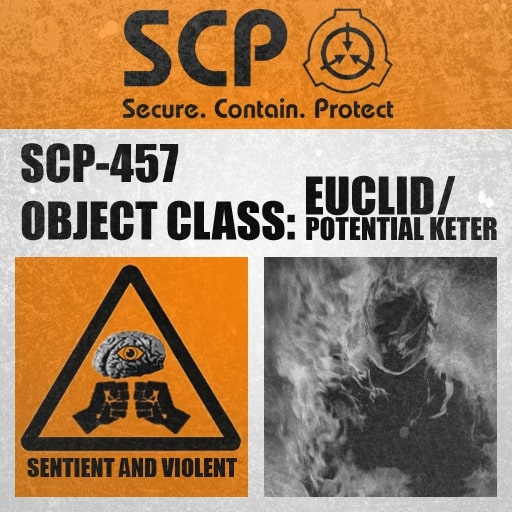 SCP
Secure. Contain. Protect
SCP-457
OBJECT CLASS: EUCLID/
POTENTIAL KETER
SENTIENT AND VIOLENT